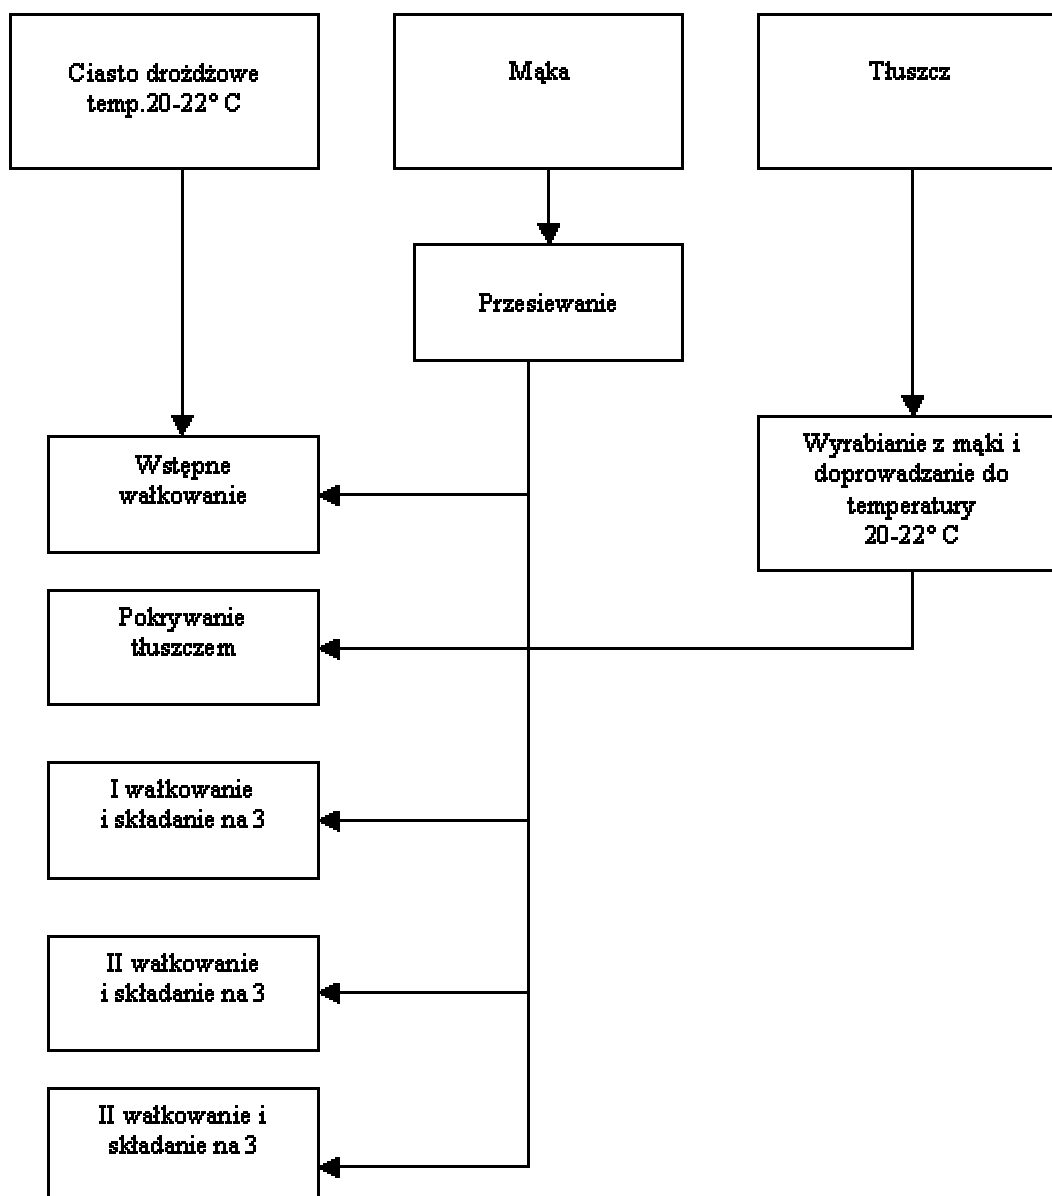 Ciasto drożdżowe
temp.20-22° C
Mąka
Tłuszcz
Przesiewanie
Wyrabianie z mąki i
doprowadzanie do
temperatury
20-22° C
Wstępne
wałkowanie
Pokrywanie
tłuszczem
I wałkowanie
i składanie na 3
II wałkowanie
i składanie na 3
II wałkowanie i
składanie na 3